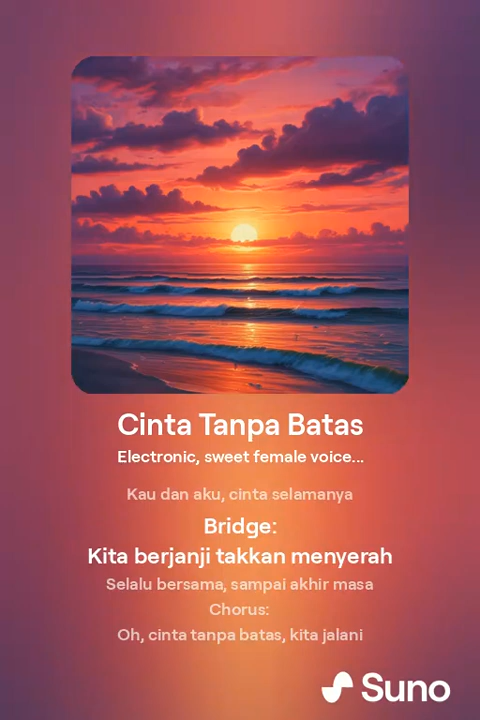 Cinta Tanpa Batas
Electronic, sweet female voice...
Kau dan aku, cinta selamanya
Bridge:
Kita berjanji takkan menyerah
Selalu bersama, sampai akhir masa
Chorus:
Oh, cinta tanpa batas, kita jalani
Suno